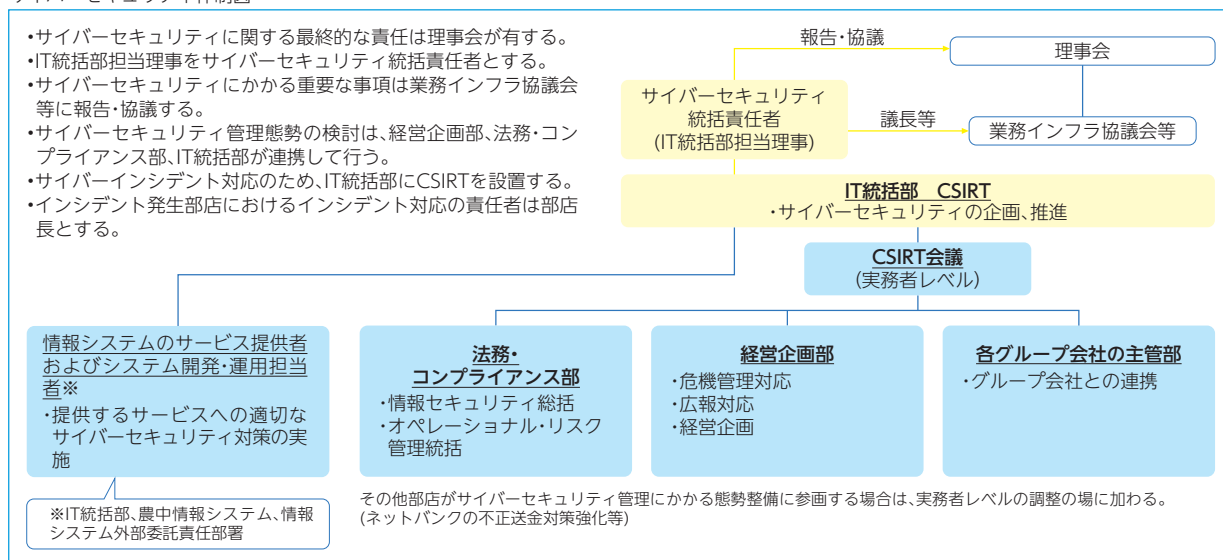 ・サイバーセキュリティに関する最終的な責任は理事会が有する。
・IT統括部担当理事をサイバーセキュリティ統括責任者とする。
・サイバーセキュリティにかかる重要な事項は業務インフラ協議会
等に報告・協議する。
・サイバーセキュリティ管理態勢の検討は、経営企画部、法務・コン
プライアンス部、IT統括部が連携して行う。
・サイバーインシデント対応のため、IT統括部にCSIRTを設置する。
・インシデント発生部店におけるインシデント対応の責任者は部店
長とする。
報告・協議
理事会
サイバーセキュリティ
統括責任者
(IT統括部担当理事)
議長等
業務インフラ協議会等
IT統括部 CSIRT
・サイバーセキュリティの企画、推進
CSIRT会議
(実務者レベル)
情報システムのサービス提供者
およびシステム開発・運用担当
者※
・提供するサービスへの適切な
サイバーセキュリティ対策の実
施
※IT統括部、農中情報システム、情報
システム外部委託責任部署
法務・
コンプライアンス部
・情報セキュリティ総括
・オペレーショナル・リスク
管理統括
経営企画部
・危機管理対応
・広報対応
・経営企画
各グループ会社の主管部
・グループ会社との連携
その他部店がサイバーセキュリティ管理にかかる態勢整備に参画する場合は、実務者レベルの調整の場に加わる。
(ネットバンクの不正送金対策強化等)